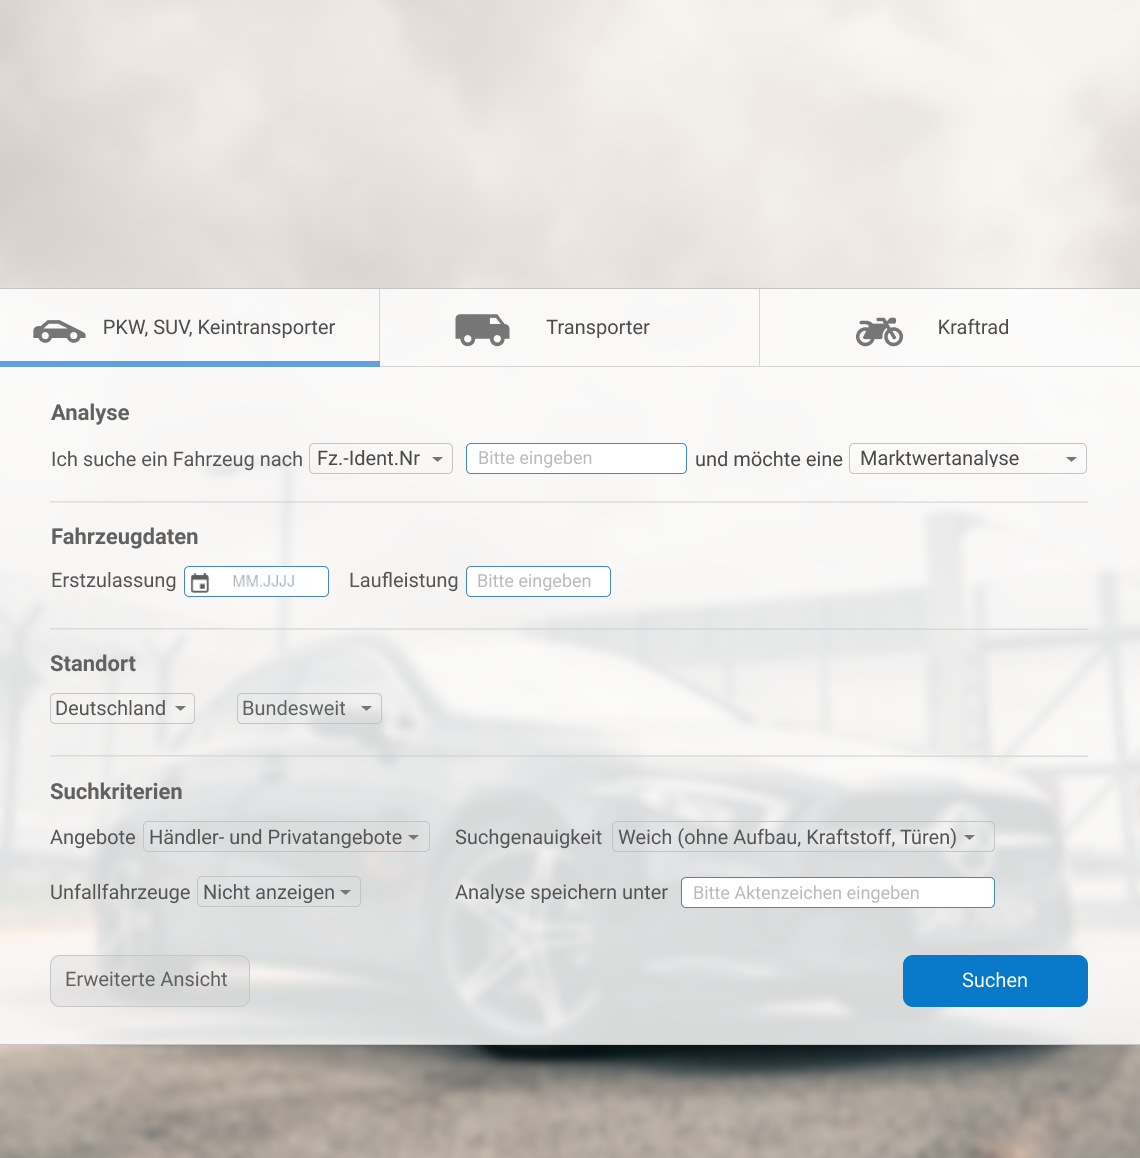 PKW, SUV, Keintransporter Transporter Kraftrad
Analyse
Ich suche ein Fahrzeug nach Fz.-Ident.Nr Bitte eingeben und möchte eine Marktwertanalyse
Fahrzeugdaten
Erstzulassung MM.JJJJ Laufleistung Bitte eingeben
Standort
Deutschland Bundesweit
Suchkriterien
Angebote Händler- und Privatangebote Suchgenauigkeit Weich (ohne Aufbau, Kraftstoff, Türen)
Unfallfahrzeuge Nicht anzeigen Analyse speichern unter Bitte Aktenzeichen eingeben
Erweiterte Ansicht Suchen